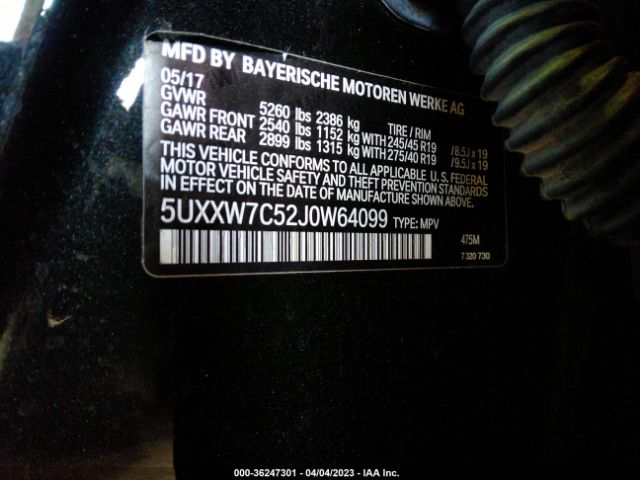 MFD BY BAYERISCHE MOTOREN WERKE AG
05/17
GVWR 5260 lbs 2386 kg TIRE / RIM
GAWR FRONT 2540 lbs 1152 kg WITH 245/45 R19 / 8.5J x 19
GAWR REAR 2899 lbs 1315 kg WITH 275/40 R19 / 9.5J x 19
THIS VEHICLE CONFORMS TO ALL APPLICABLE U. S. FEDERAL
MOTOR VEHICLE SAFETY AND THEFT PREVENTION STANDARDS
IN EFFECT ON THE DATE OF MANUFACTURE SHOWN ABOVE.
5UXXW7C52J0W64099 TYPE: MPV
475M
7 320 730
000-36247301 - 04/04/2023 - IAA Inc.